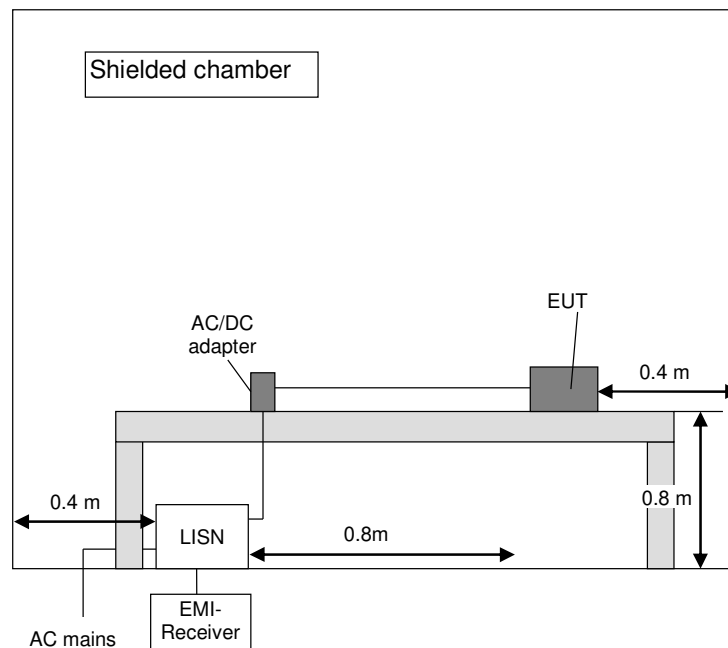 Shielded chamber
EUT
AC/DC
adapter
0.4 m
0.4 m
0.8 m
LISN
0.8m
EMI-
Receiver
AC mains